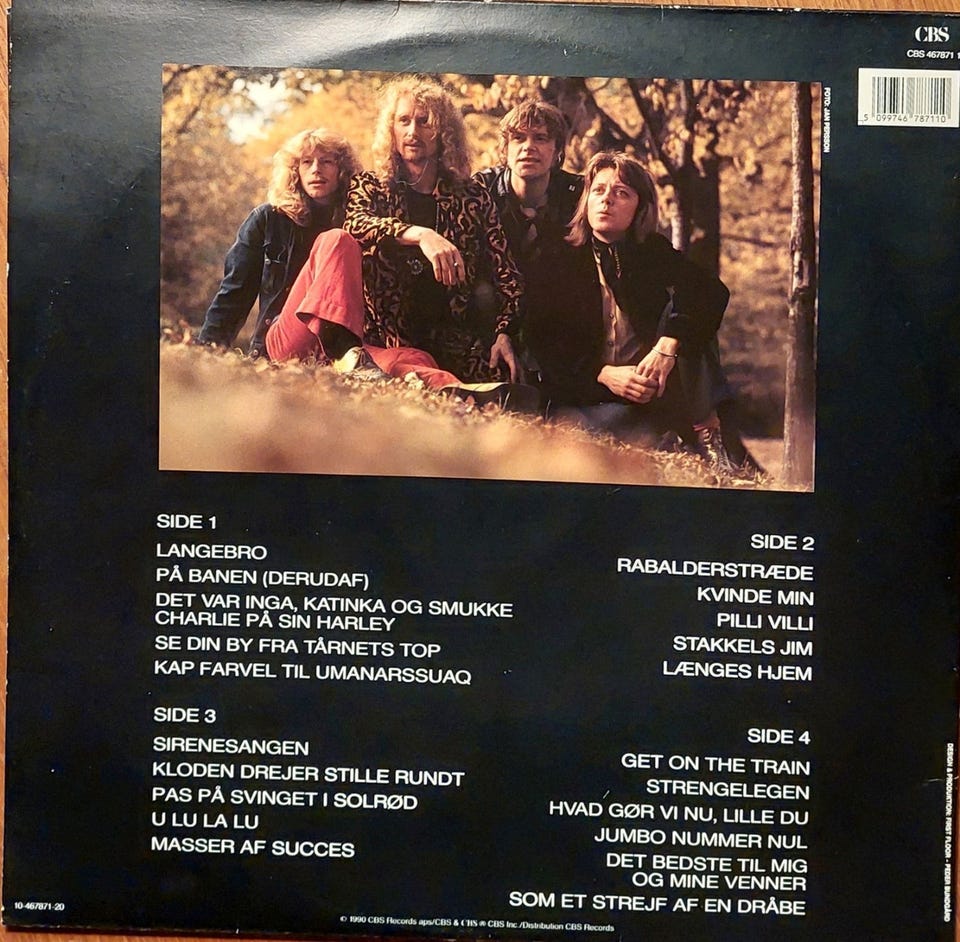 CBS
CBS 467871 1
5 099746 787110
FOTO: JAN PERSSON
SIDE 1
LANGEBRO
PÅ BANEN (DERUDAF)
DET VAR INGA, KATINKA OG SMUKKE
CHARLIE PÅ SIN HARLEY
SE DIN BY FRA TÅRNETS TOP
KAP FARVEL TIL UMANARSSUAQ
SIDE 2
RABALDERSTRÆDE
KVINDE MIN
PILLI VILLI
STAKKELS JIM
LÆNGES HJEM
SIDE 3
SIRENESANGEN
KLODEN DREJER STILLE RUNDT
PAS PÅ SVINGET I SOLRØD
U LU LA LU
MASSER AF SUCCES
SIDE 4
GET ON THE TRAIN
STRENGELEGEN
HVAD GØR VI NU, LILLE DU
JUMBO NUMMER NUL
DET BEDSTE TIL MIG
OG MINE VENNER
SOM ET STREJF AF EN DRÅBE
DESIGN & PRODUKTION: FIRST FLOOR - PEDER BUNDGÅRD
10-467871-20
© 1990 CBS Records aps/CBS & CBS ® CBS Inc./Distribution CBS Records